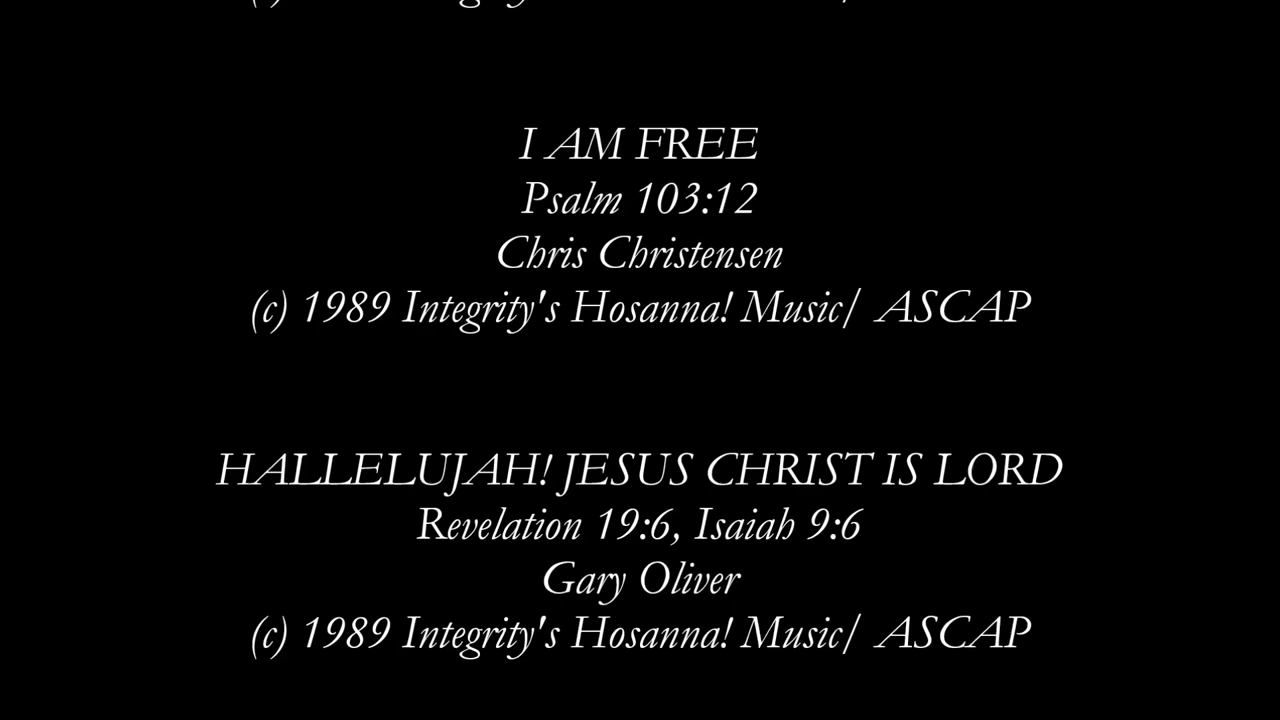 I AM FREE
Psalm 103:12
Chris Christensen
(c) 1989 Integrity's Hosanna! Music/ ASCAP
HALLELUJAH! JESUS CHRIST IS LORD
Revelation 19:6, Isaiah 9:6
Gary Oliver
(c) 1989 Integrity's Hosanna! Music/ ASCAP